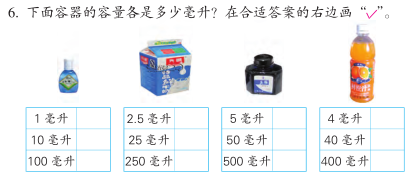 6. 下面容器的容量各是多少毫升？在合适答案的右边画“✓”。
1 毫升 2.5 毫升 5 毫升 4 毫升
10 毫升 25 毫升 50 毫升 40 毫升
100 毫升 250 毫升 500 毫升 400 毫升